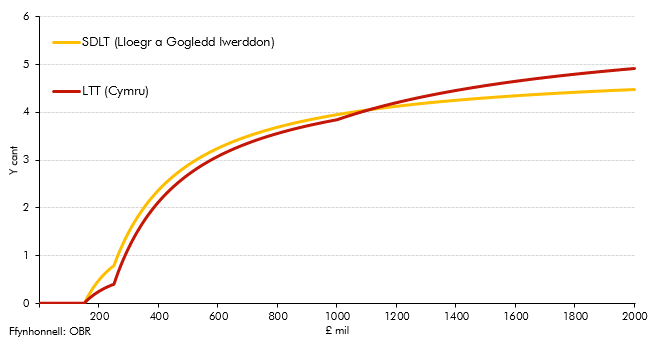 6
SDLT (Lloegr a Gogledd Iwerddon)
5
LTT (Cymru)
4
Y cant
3
2
1
0
200 400 600 800 1000 1200 1400 1600 1800 2000
Ffynhonnell: OBR
£ mil